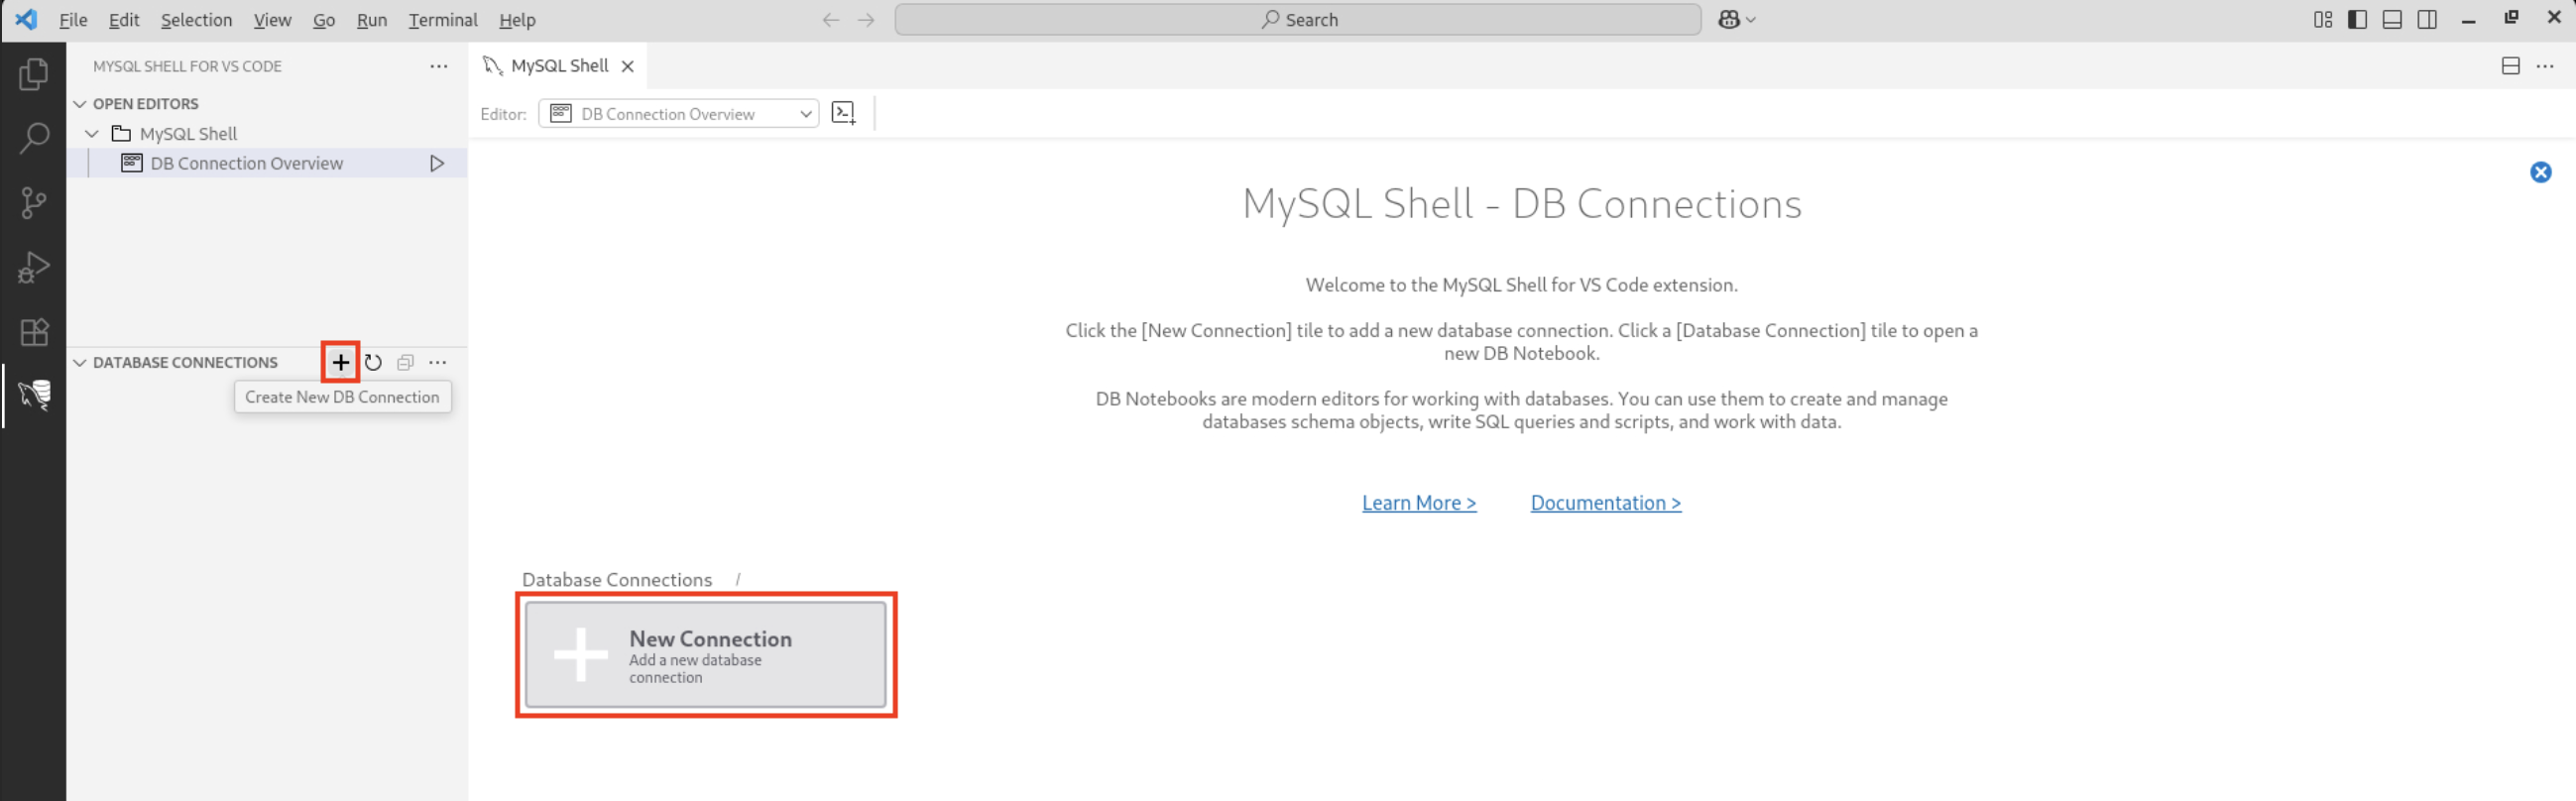 File Edit Selection View Go Run Terminal Help
Search
MYSQL SHELL FOR VS CODE
OPEN EDITORS
MySQL Shell
DB Connection Overview
DATABASE CONNECTIONS
Create New DB Connection
MySQL Shell
Editor: DB Connection Overview
MySQL Shell - DB Connections
Welcome to the MySQL Shell for VS Code extension.
Click the [New Connection] tile to add a new database connection. Click a [Database Connection] tile to open a
new DB Notebook.
DB Notebooks are modern editors for working with databases. You can use them to create and manage
databases schema objects, write SQL queries and scripts, and work with data.
Learn More > Documentation >
Database Connections /
New Connection
Add a new database
connection